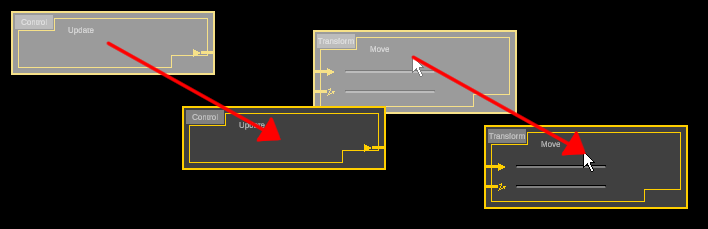 Control
Update
Transform
Move
Control
Update
Transform
Move